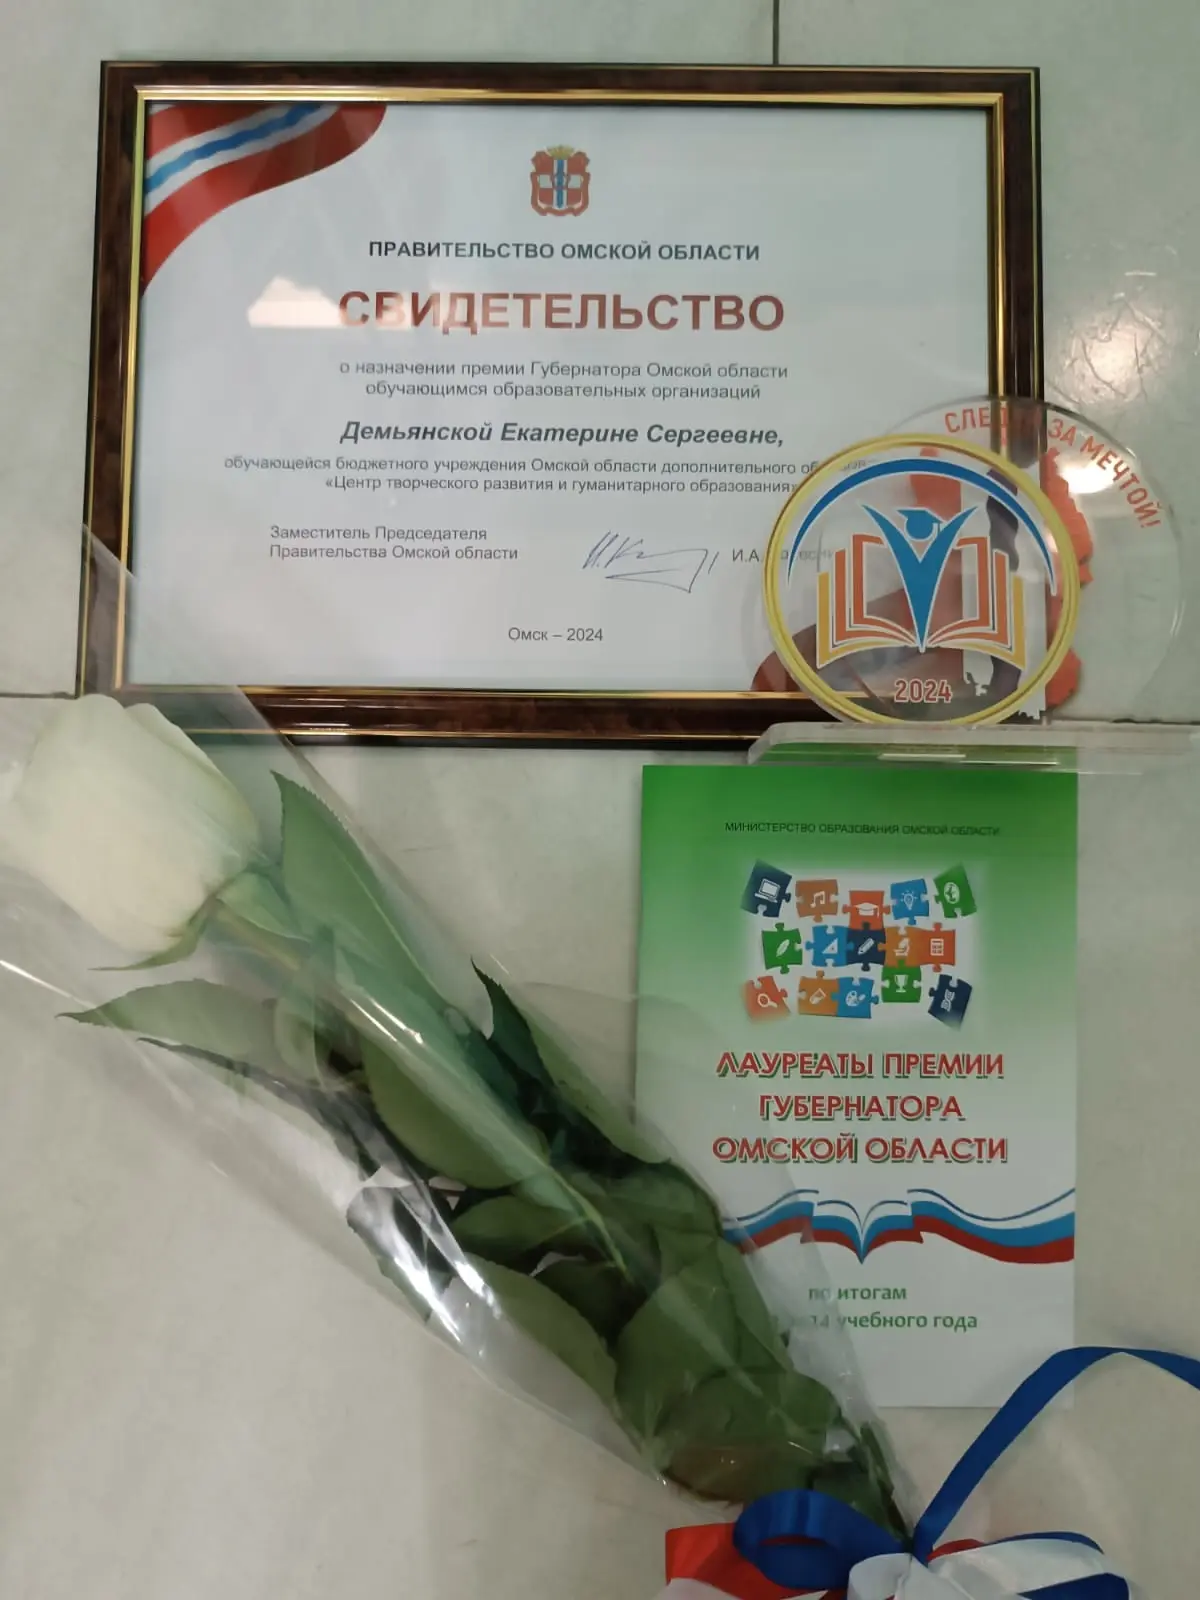 ПРАВИТЕЛЬСТВО ОМСКОЙ ОБЛАСТИ
СВИДЕТЕЛЬСТВО
о назначении премии Губернатора Омской области
обучающимся образовательных организаций
Демьянской Екатерине Сергеевне,
обучающейся бюджетного учреждения Омской области дополнительного
«Центр творческого развития и гуманитарного образования»
Заместитель Председателя
Правительства Омской области
И.А.
Омск – 2024
ЗА МЕЧТОЙ!
2024
МИНИСТЕРСТВО ОБРАЗОВАНИЯ ОМСКОЙ ОБЛАСТИ
ЛАУРЕАТЫ ПРЕМИИ
ГУБЕРНАТОРА
ОМСКОЙ ОБЛАСТИ
по итогам
учебного года